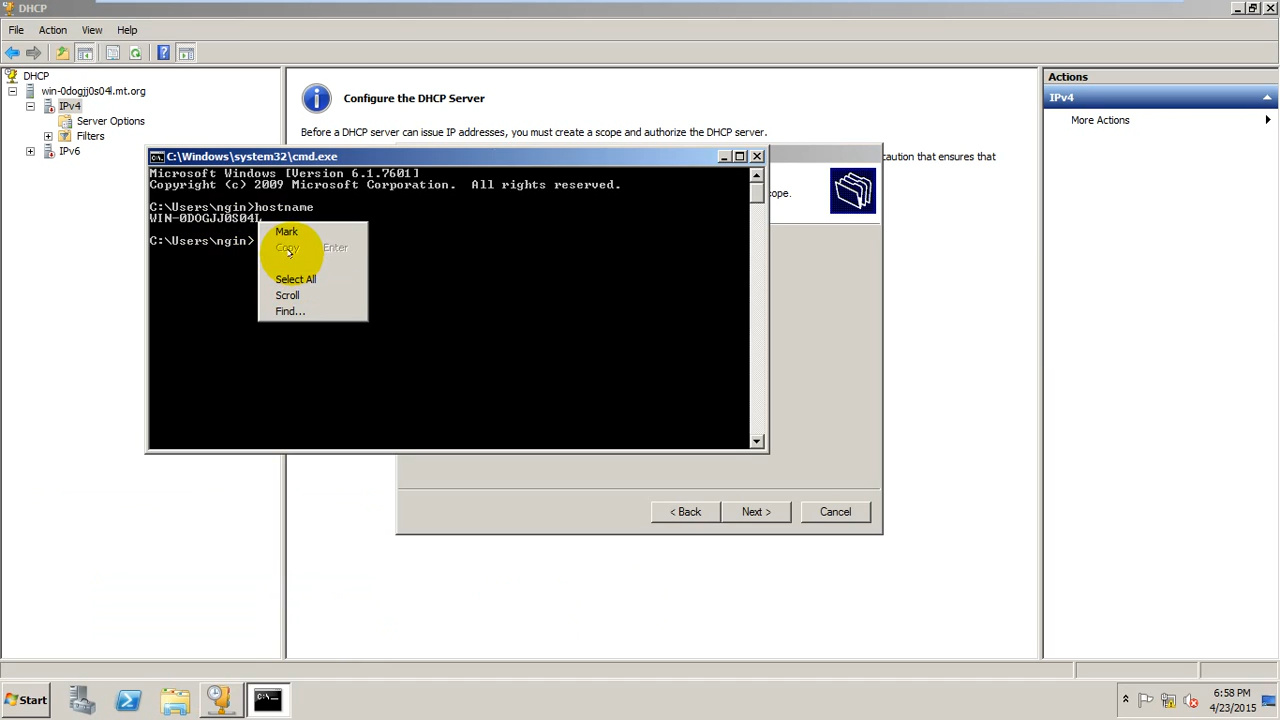 DHCP
File Action View Help
DHCP
win-0dogjj0s04l.mt.org
IPv4
Server Options
Filters
IPv6
Configure the DHCP Server
Before a DHCP server can issue IP addresses, you must create a scope and authorize the DHCP server.
caution that ensures that
cope.
C:\Windows\system32\cmd.exe
Microsoft Windows [Version 6.1.7601]
Copyright (c) 2009 Microsoft Corporation.  All rights reserved.
C:\Users\ngin>hostname
WIN-0DOGJJ0S04L
C:\Users\ngin>
Mark
Copy Enter
Select All
Scroll
Find...
< Back Next > Cancel
Actions
IPv4
More Actions
Start
C:\_
6:58 PM
4/23/2015